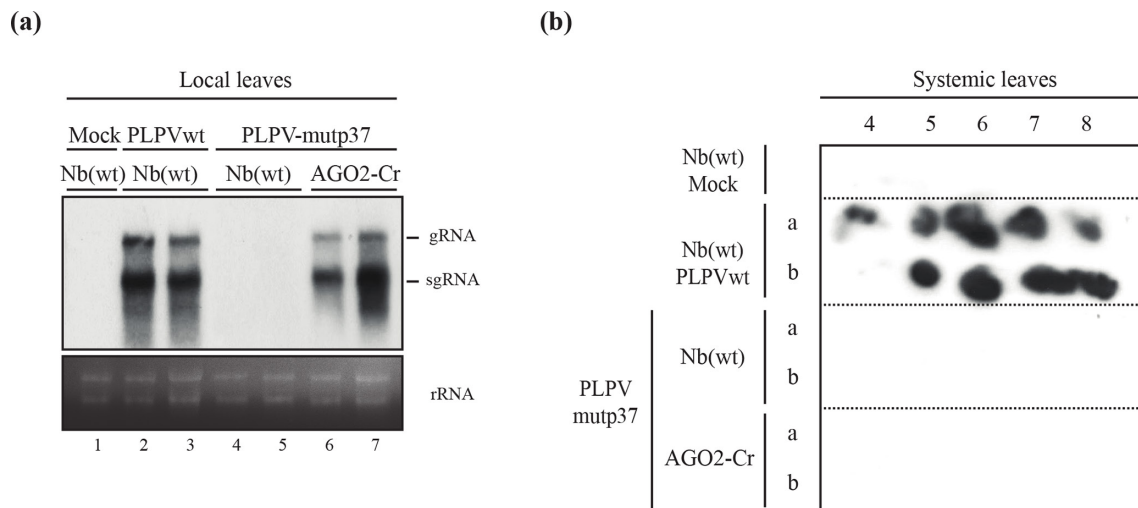 (a)
Local leaves
Mock PLPVwt PLPV-mutp37
Nb(wt) Nb(wt) Nb(wt) AGO2-Cr
gRNA
sgRNA
rRNA
1 2 3 4 5 6 7
(b)
Systemic leaves
4 5 6 7 8
Nb(wt)
Mock
Nb(wt)
PLPVwt
a
b
PLPV
mutp37
Nb(wt)
a
b
AGO2-Cr
a
b